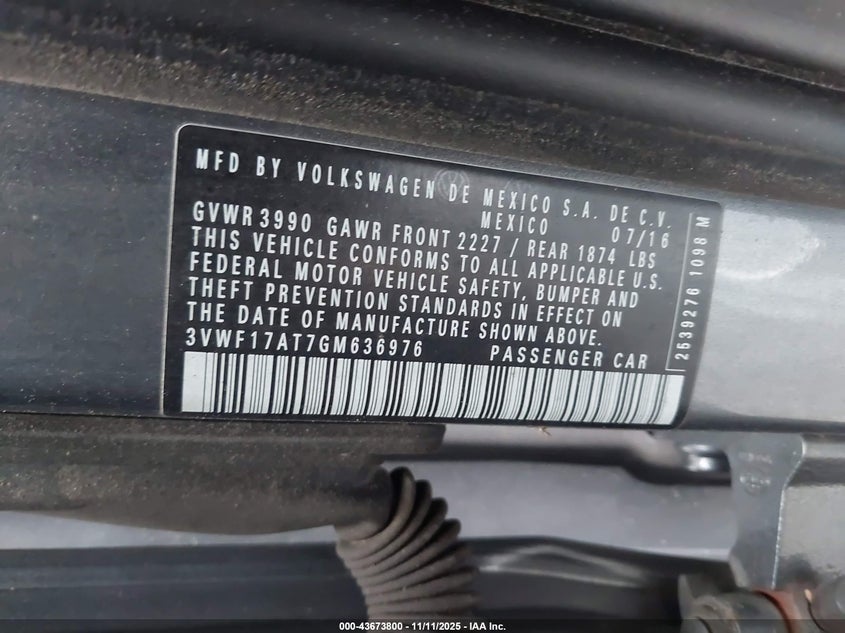 MFD BY VOLKSWAGEN DE MEXICO S.A. DE C.V.
MEXICO 07/16
GVWR 3990 GAWR FRONT 2227 / REAR 1874 LBS
THIS VEHICLE CONFORMS TO ALL APPLICABLE U.S.
FEDERAL MOTOR VEHICLE SAFETY, BUMPER AND
THEFT PREVENTION STANDARDS IN EFFECT ON
THE DATE OF MANUFACTURE SHOWN ABOVE.
3VWF17AT7GM636976 PASSENGER CAR
2539276 1098 M
000-43673800 - 11/11/2025 - IAA Inc.